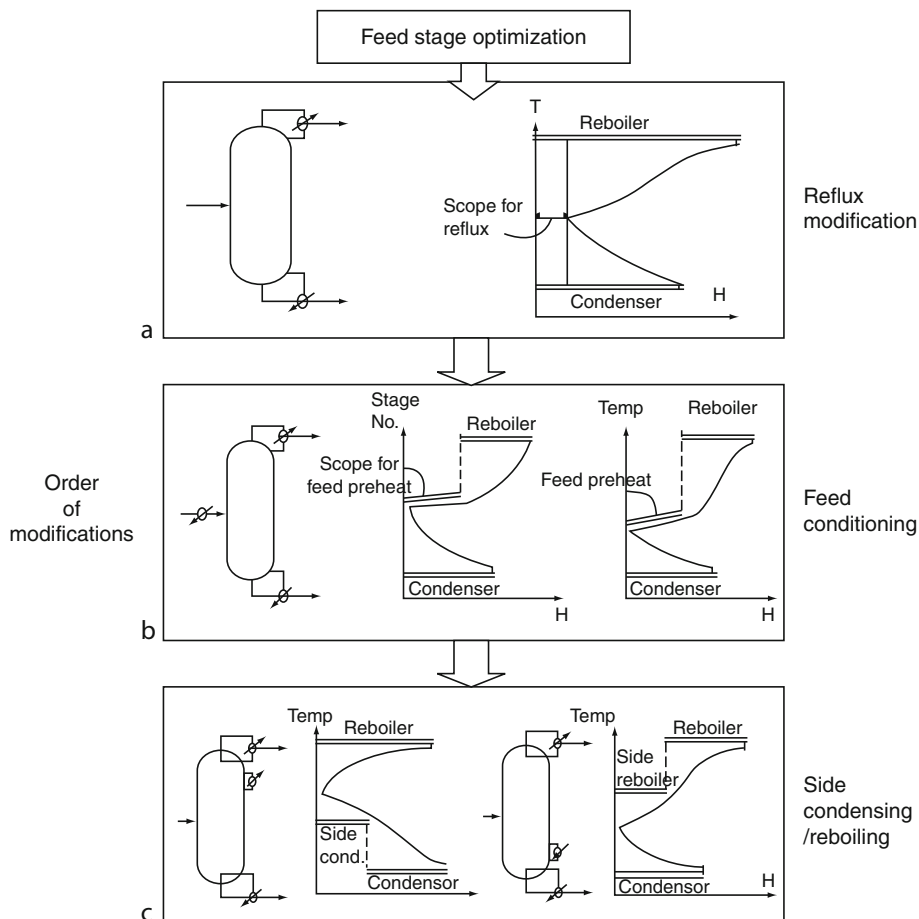 Feed stage optimization
T
Reboiler
Scope for
reflux
Condenser
H
Reflux
modification
a
Order
of
modifications
Stage
No.
Reboiler
Scope for
feed preheat
Condenser
H
Temp
Reboiler
Feed preheat
Condenser
H
Feed
conditioning
b
Temp
Reboiler
Side
cond.
Condensor
Temp
Reboiler
Side
reboiler
Condenser
H
Side
condensing
/reboiling
c